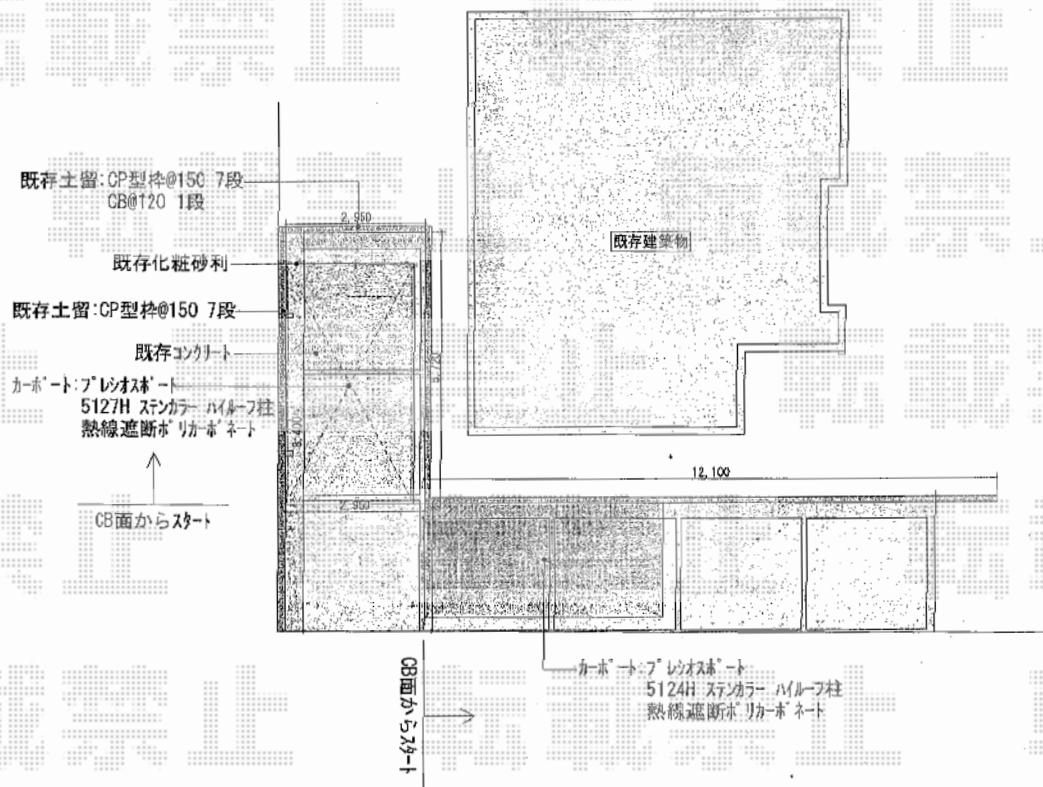 既存土留:CP型枠@150 7段
CB@120 1段
2,950
既存建築物
既存化粧砂利
既存土留:CP型枠@150 7段
既存コンクリート
カーポート:プレシオスポート
5127H ステンカラー ハイルーフ柱
熱線遮断ポリカーボネート
12,100
CB面からスタート
カーポート:プレシオスポート
5124H ステンカラー ハイルーフ柱
熱線遮断ポリカーボネート
CB面からスタート
転載禁止